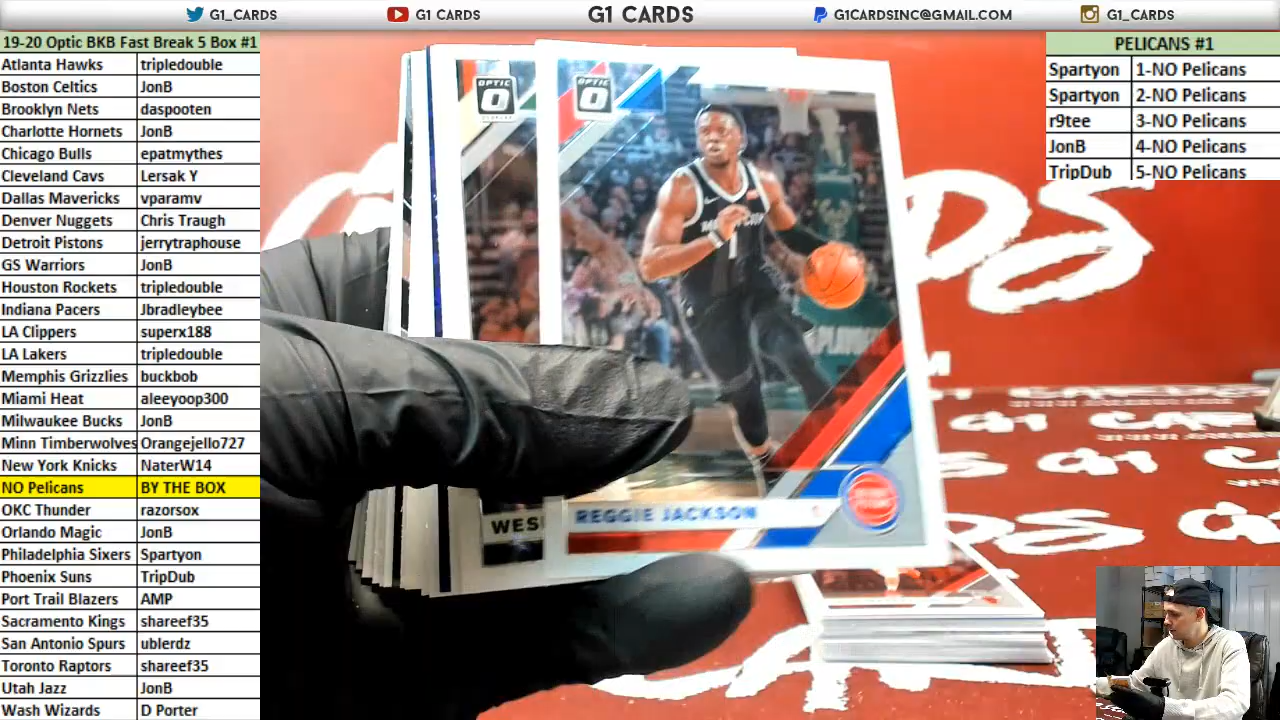 G1_CARDS
G1 CARDS
G1 CARDS
G1CARDSINC@GMAIL.COM
G1_CARDS
19-20 Optic BKB Fast Break 5 Box #1
Atlanta Hawks tripledouble
Boston Celtics JonB
Brooklyn Nets daspooten
Charlotte Hornets JonB
Chicago Bulls epatmythes
Cleveland Cavs Lersak Y
Dallas Mavericks vparamv
Denver Nuggets Chris Traugh
Detroit Pistons jerrytraphouse
GS Warriors JonB
Houston Rockets tripledouble
Indiana Pacers Jbradleybee
LA Clippers superx188
LA Lakers tripledouble
Memphis Grizzlies buckbob
Miami Heat aleeyoop300
Milwaukee Bucks JonB
Minn Timberwolves Orangejello727
New York Knicks NaterW14
NO Pelicans BY THE BOX
OKC Thunder razorsox
Orlando Magic JonB
Philadelphia Sixers Spartyon
Phoenix Suns TripDub
Port Trail Blazers AMP
Sacramento Kings shareef35
San Antonio Spurs ublerdz
Toronto Raptors shareef35
Utah Jazz JonB
Wash Wizards D Porter
PELICANS #1
Spartyon 1-NO Pelicans
Spartyon 2-NO Pelicans
r9tee 3-NO Pelicans
JonB 4-NO Pelicans
TripDub 5-NO Pelicans
OPTIC
OPTIC
1
WES
REGGIE JACKSON
G1 CARDS